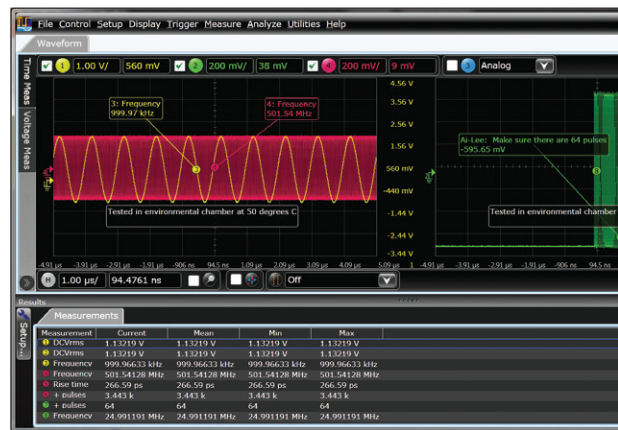 File Control Setup Display Trigger Measure Analyze Utilities Help
Waveform
1 1.00 V/ 560 mV 2 200 mV/ 38 mV 4 200 mV/ 9 mV 3 Analog
Time Meas
Voltage Meas
4.56 V
3: Frequency
999.97 kHz
4: Frequency
501.54 MHz
3.56 V
2.56 V
1.56 V
Ai-Lee: Make sure there are 64 pulses
-595.65 mV
3
560 mV
8
-440 mV
Tested in environmental chamber at 50 degrees C
-1.44 V
Tested in environmental chamber
-2.44 V
-3.44 V
-4.91 µs -3.91 µs -2.91 µs -1.91 µs -906 ns 94.5 ns 1.09 µs 2.09 µs 3.09 µs 4.09 µs 5.09 µs 1 -4.91 µs -3.91 µs -2.91 µs -1.91 µs -906 ns 94.5 ns
H 1.00 µs/ 94.4761 ns Off
Results
Setup...
Measurements
Measurement Current Mean Min Max
DCVrms 1.13219 V 1.13219 V 1.13219 V 1.13219 V
DCVrms 1.13219 V 1.13219 V 1.13219 V 1.13219 V
Frequency 999.96633 kHz 999.96633 kHz 999.96633 kHz 999.96633 kHz
Frequency 501.54128 MHz 501.54128 MHz 501.54128 MHz 501.54128 MHz
Rise time 266.59 ps 266.59 ps 266.59 ps 266.59 ps
+ pulses 3.443 k 3.443 k 3.443 k 3.443 k
+ pulses 64 64 64 64
Frequency 24.991191 MHz 24.991191 MHz 24.991191 MHz 24.991191 MHz